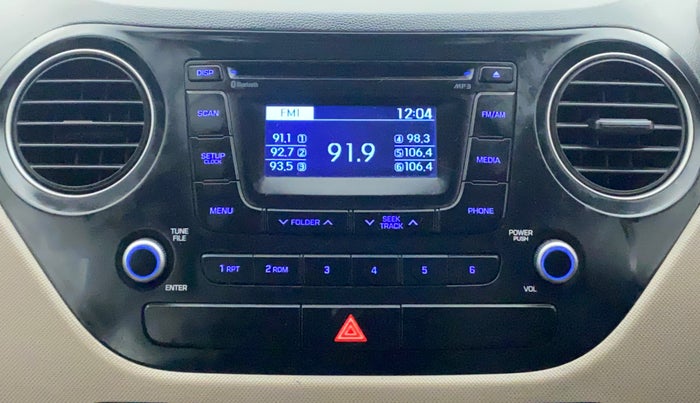 DISP
Bluetooth
MP3
SCAN
FM1 12:04
FM/AM
91.1 1 4 98.3
92.7 2 91.9 5 106.4
93.5 3 6 106.4
SETUP
CLOCK
MEDIA
MENU
FOLDER
SEEK
TRACK
PHONE
TUNE
FILE
POWER
PUSH
1 RPT 2 RDM 3 4 5 6
ENTER
VOL